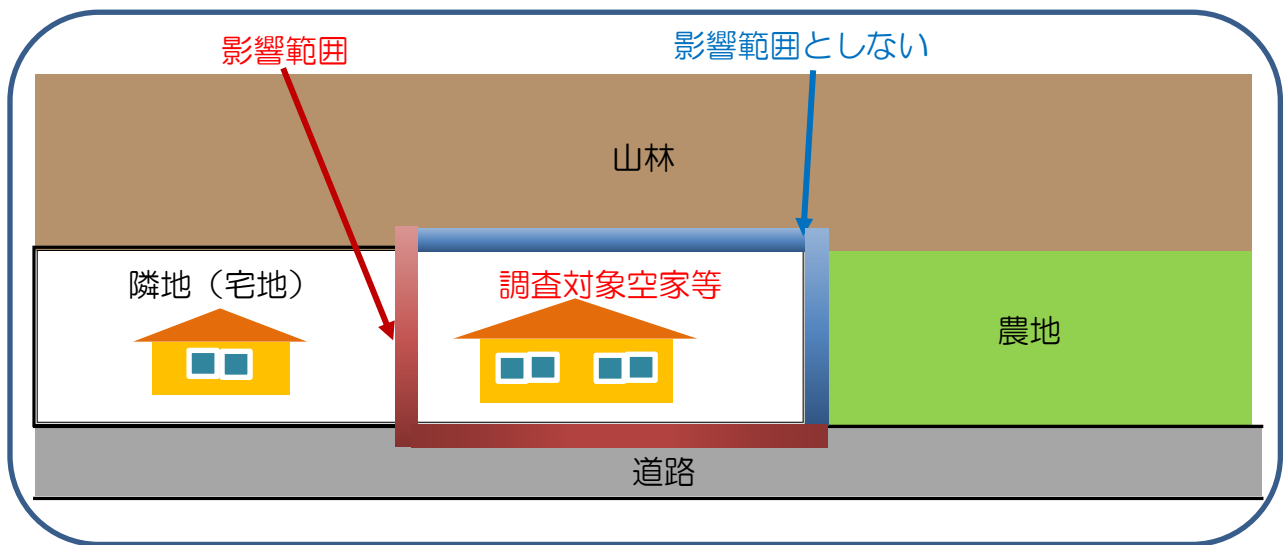 影響範囲
影響範囲としない
山林
隣地（宅地）
調査対象空家等
農地
道路